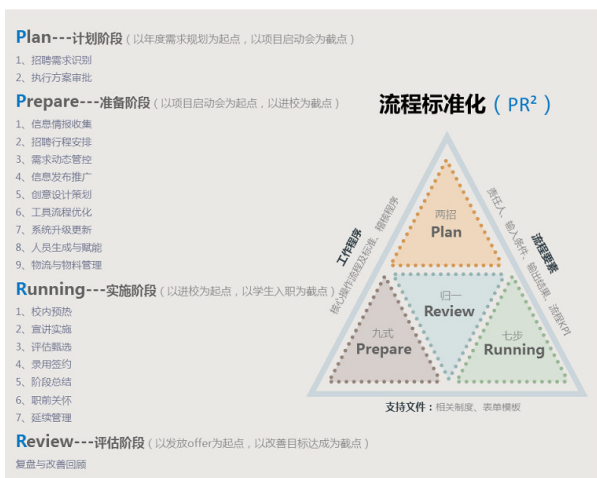 Plan---计划阶段（以年度需求规划为起点，以项目启动会为截点）
1、招聘需求识别
2、执行方案审批
Prepare---准备阶段（以项目启动会为起点，以进校为截点）
1、信息情报收集
2、招聘行程安排
3、需求动态管控
4、信息发布推广
5、创意设计策划
6、工具流程优化
7、系统升级更新
8、人员生成与赋能
9、物流与物料管理
Running---实施阶段（以进校为起点，以学生入职为截点）
1、校内预热
2、宣讲实施
3、评估甄选
4、录用签约
5、阶段总结
6、职前关怀
7、延续管理
Review---评估阶段（以发放offer为起点，以改善目标达成为截点）
复盘与改善回顾
流程标准化（PR²）
工作程序
核心操作流程及标准、稽核程序
责任人、输入条件、输出结果、流程KPI
流程要素
两招
Plan
归一
Review
九式
Prepare
七步
Running
支持文件：相关制度、表单模板